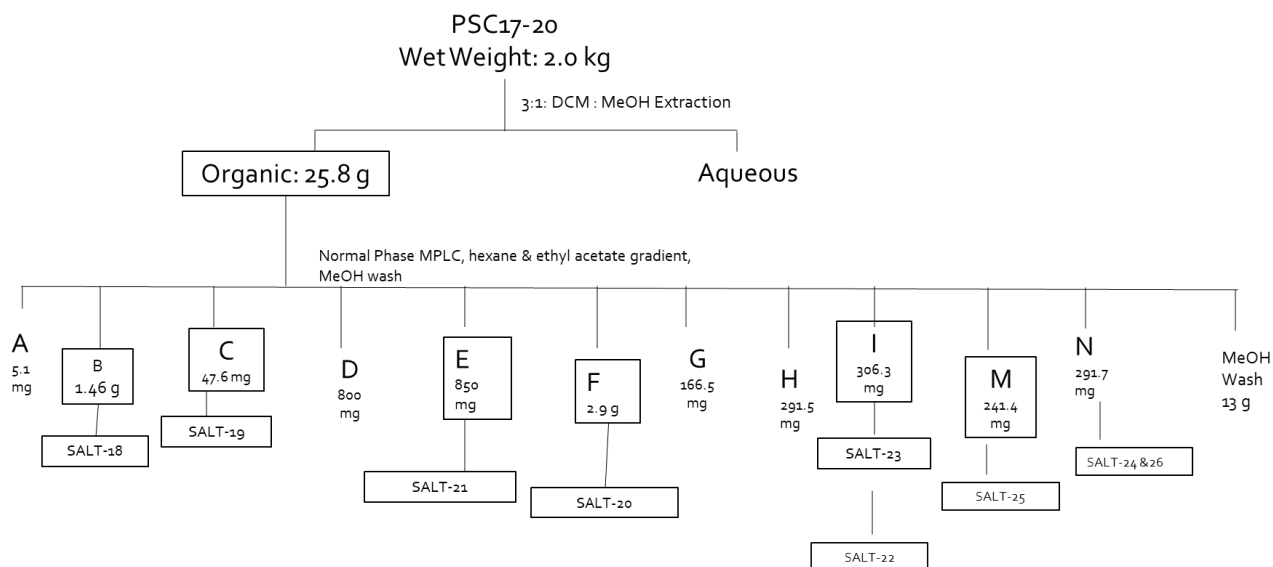 PSC17-20
Wet Weight: 2.0 kg
3:1: DCM : MeOH Extraction
Organic: 25.8 g
Aqueous
Normal Phase MPLC, hexane & ethyl acetate gradient,
MeOH wash
A
5.1
mg
B
1.46 g
C
47.6 mg
D
800
mg
E
850
mg
F
2.9 g
G
166.5
mg
H
291.5
mg
I
306.3
mg
M
241.4
mg
N
291.7
mg
MeOH
Wash
13 g
SALT-18
SALT-19
SALT-21
SALT-20
SALT-23
SALT-22
SALT-25
SALT-24 &26